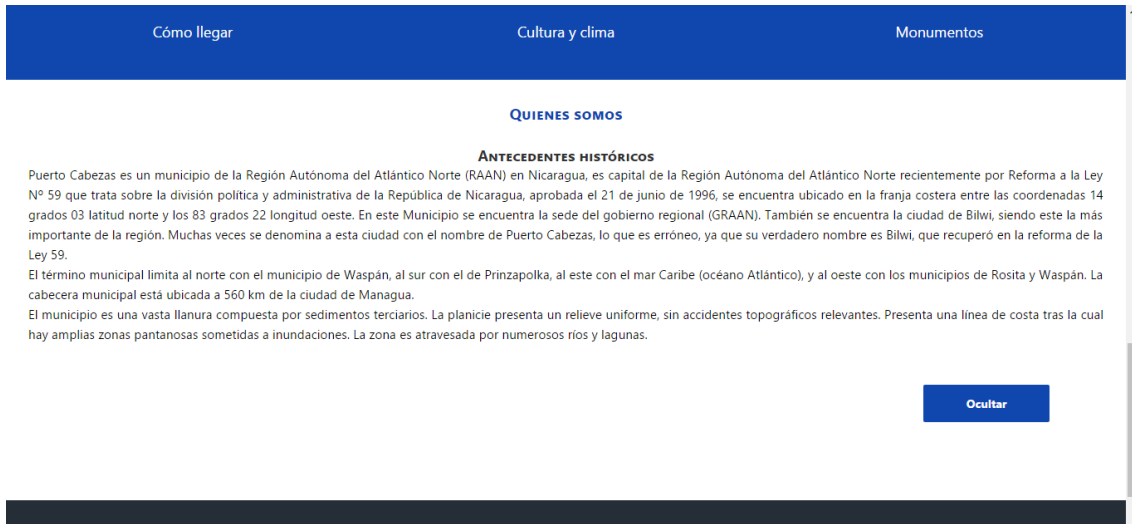 Cómo llegar
Cultura y clima
Monumentos
Quienes somos
Antecedentes históricos
Puerto Cabezas es un municipio de la Región Autónoma del Atlántico Norte (RAAN) en Nicaragua, es capital de la Región Autónoma del Atlántico Norte recientemente por Reforma a la Ley
Nº 59 que trata sobre la división política y administrativa de la República de Nicaragua, aprobada el 21 de junio de 1996, se encuentra ubicado en la franja costera entre las coordenadas 14
grados 03 latitud norte y los 83 grados 22 longitud oeste. En este Municipio se encuentra la sede del gobierno regional (GRAAN). También se encuentra la ciudad de Bilwi, siendo este la más
importante de la región. Muchas veces se denomina a esta ciudad con el nombre de Puerto Cabezas, lo que es erróneo, ya que su verdadero nombre es Bilwi, que recuperó en la reforma de la
Ley 59.
El término municipal limita al norte con el municipio de Waspán, al sur con el de Prinzapolka, al este con el mar Caribe (océano Atlántico), y al oeste con los municipios de Rosita y Waspán. La
cabecera municipal está ubicada a 560 km de la ciudad de Managua.
El municipio es una vasta llanura compuesta por sedimentos terciarios. La planicie presenta un relieve uniforme, sin accidentes topográficos relevantes. Presenta una línea de costa tras la cual
hay amplias zonas pantanosas sometidas a inundaciones. La zona es atravesada por numerosos ríos y lagunas.
Ocultar